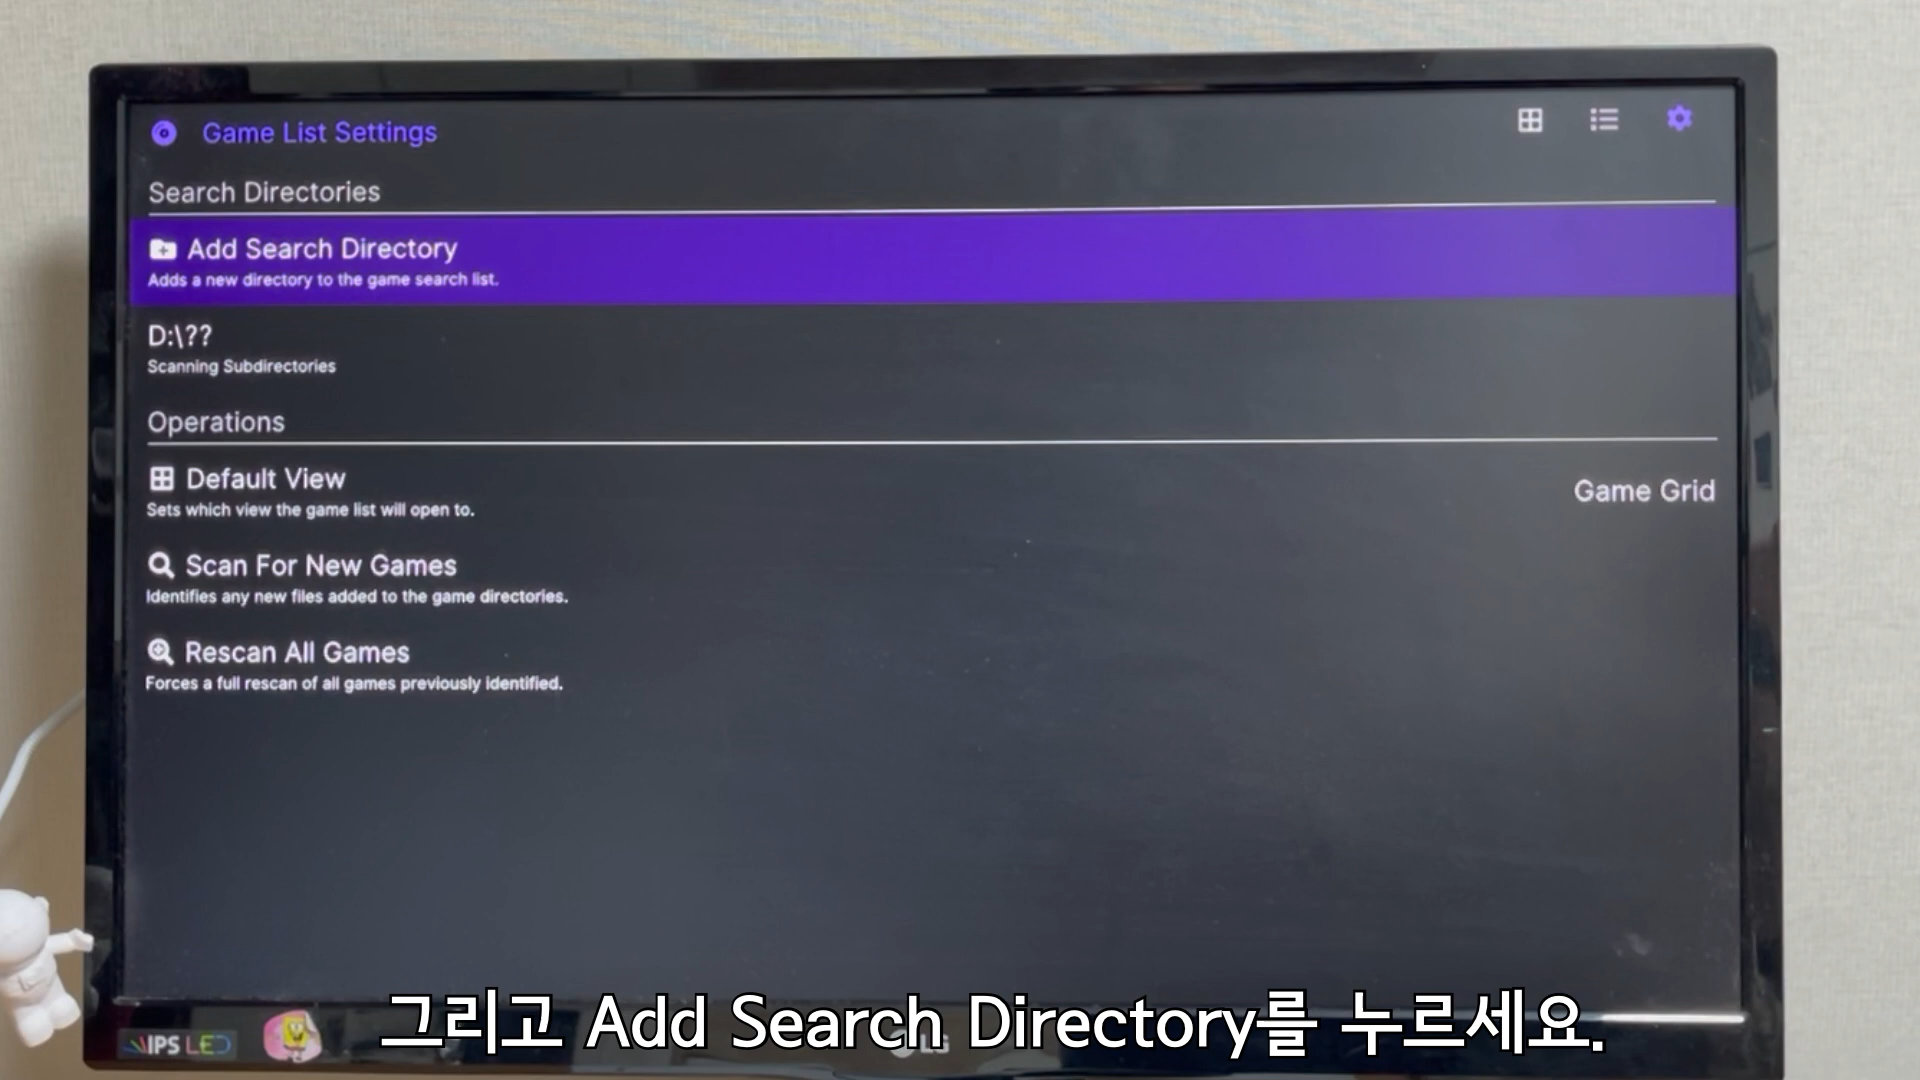 Game List Settings
Search Directories
Add Search Directory
Adds a new directory to the game search list.
D:\??
Scanning Subdirectories
Operations
Default View
Game Grid
Sets which view the game list will open to.
Scan For New Games
Identifies any new files added to the game directories.
Rescan All Games
Forces a full rescan of all games previously identified.
IPS LED
LG
그리고 Add Search Directory를 누르세요.